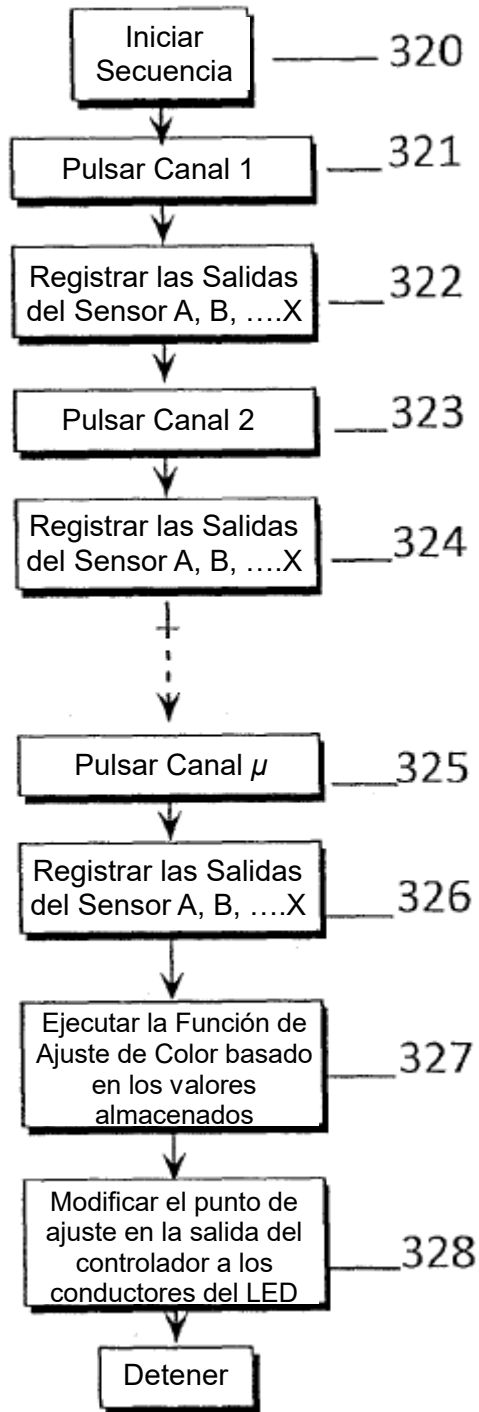 Iniciar
Secuencia
320
Pulsar Canal 1
321
Registrar las Salidas
del Sensor A, B, ....X
322
Pulsar Canal 2
323
Registrar las Salidas
del Sensor A, B, ....X
324
Pulsar Canal µ
325
Registrar las Salidas
del Sensor A, B, ....X
326
Ejecutar la Función de
Ajuste de Color basado
en los valores
almacenados
327
Modificar el punto de
ajuste en la salida del
controlador a los
conductores del LED
328
Detener